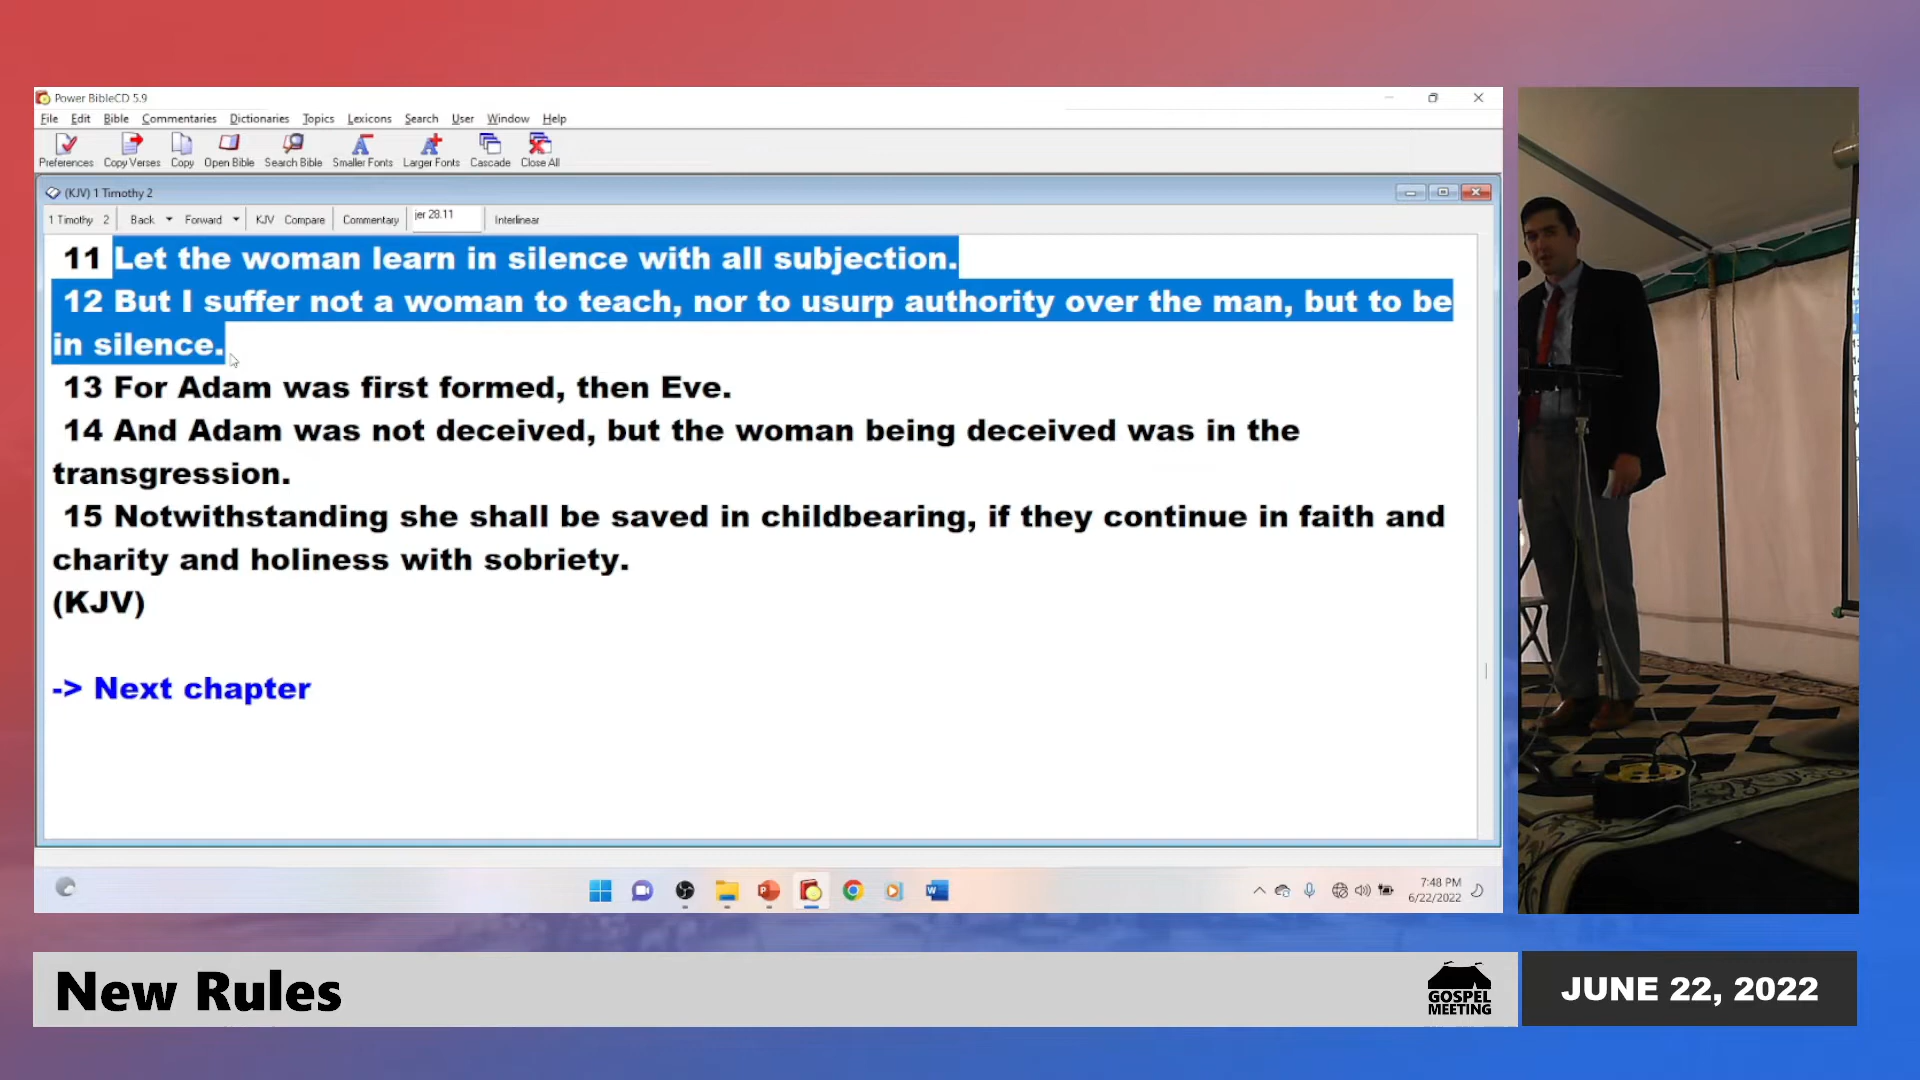 Power BibleCD 5.9
File Edit Bible Commentaries Dictionaries Topics Lexicons Search User Window Help
Preferences Copy Verses Copy Open Bible Search Bible Smaller Fonts Larger Fonts Cascade Close All
(KJV) 1 Timothy 2
1 Timothy 2 Back Forward KJV Compare Commentary jer 28.11 Interlinear
11 Let the woman learn in silence with all subjection.
12 But I suffer not a woman to teach, nor to usurp authority over the man, but to be
in silence.
13 For Adam was first formed, then Eve.
14 And Adam was not deceived, but the woman being deceived was in the
transgression.
15 Notwithstanding she shall be saved in childbearing, if they continue in faith and
charity and holiness with sobriety.
(KJV)
-> Next chapter
7:48 PM
6/22/2022
New Rules
GOSPEL
MEETING
JUNE 22, 2022